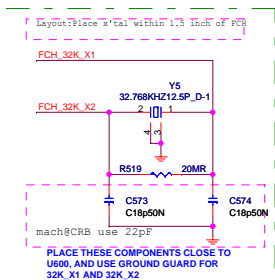 Layout:Place x'tal within 1.5 inch of FCH
FCH_32K_X1
Y5
32.768KHZ12.5P_D-1
FCH_32K_X2
2
1
4
3
R519
20MR
C573
C574
C18p50N
C18p50N
mach@CRB use 22pF
PLACE THESE COMPONENTS CLOSE TO
U600, AND USE GROUND GUARD FOR
32K_X1 AND 32K_X2